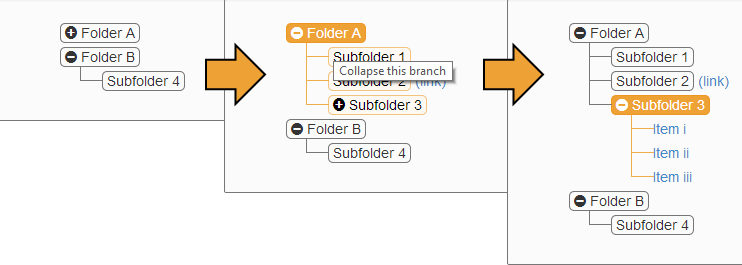 Folder A
Folder B
Subfolder 4
Folder A
Subfolder 1
Collapse this branch
Subfolder 2 (link)
Subfolder 3
Folder B
Subfolder 4
Folder A
Subfolder 1
Subfolder 2 (link)
Subfolder 3
Item i
Item ii
Item iii
Folder B
Subfolder 4